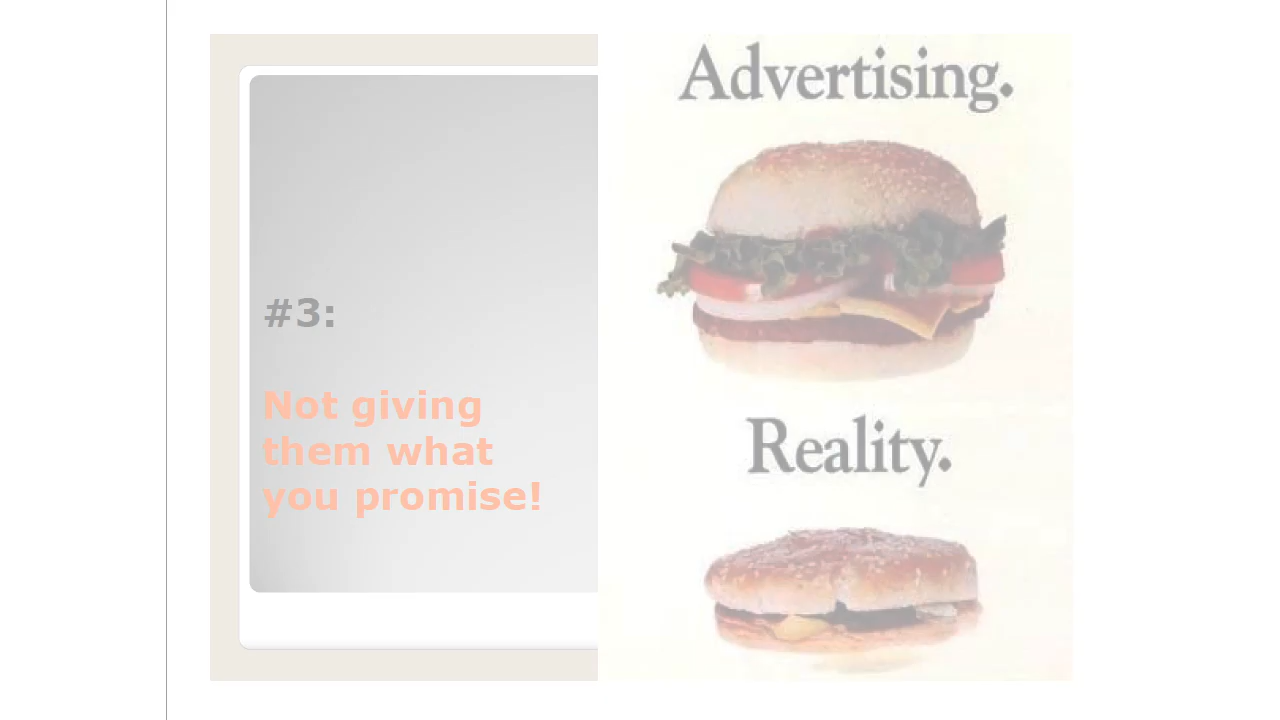 #3:
Not giving
them what
you promise!
Advertising.
Reality.